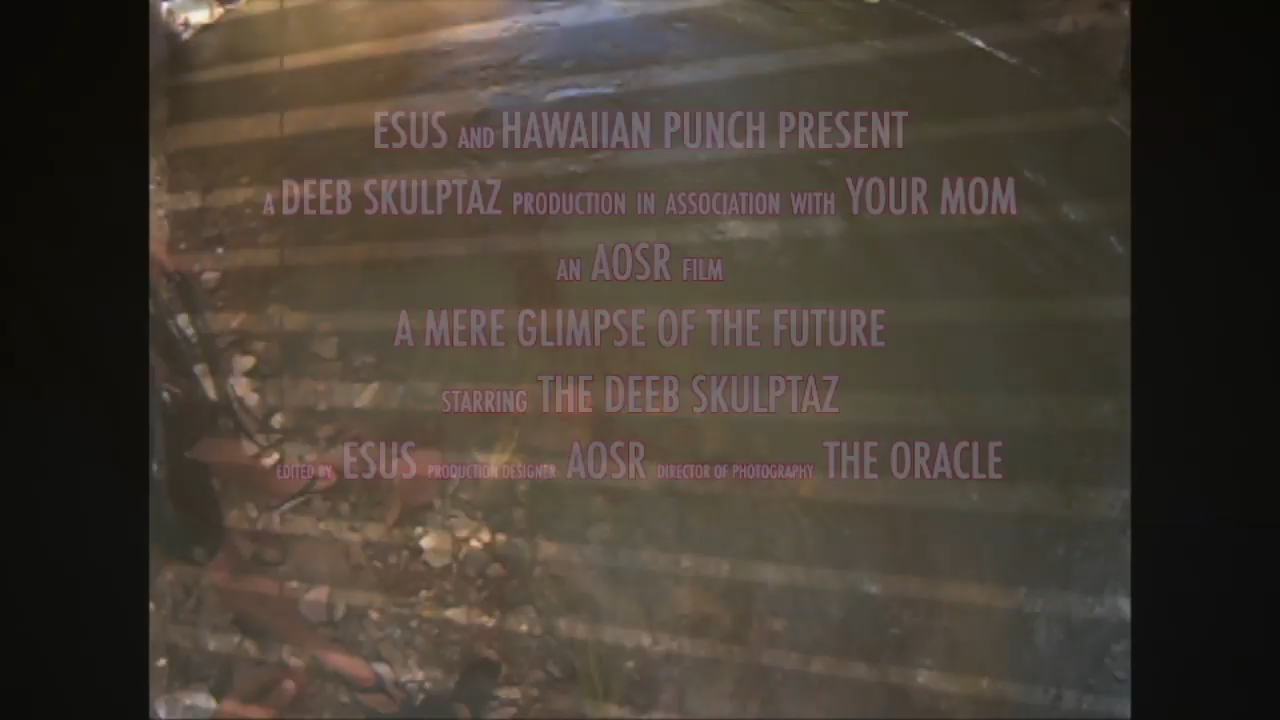 ESUS AND HAWAIIAN PUNCH PRESENT
A DEEB SKULPTAZ PRODUCTION IN ASSOCIATION WITH YOUR MOM
AN AOSR FILM
A MERE GLIMPSE OF THE FUTURE
STARRING THE DEEB SKULPTAZ
EDITED BY ESUS PRODUCTION DESIGNER AOSR DIRECTOR OF PHOTOGRAPHY THE ORACLE